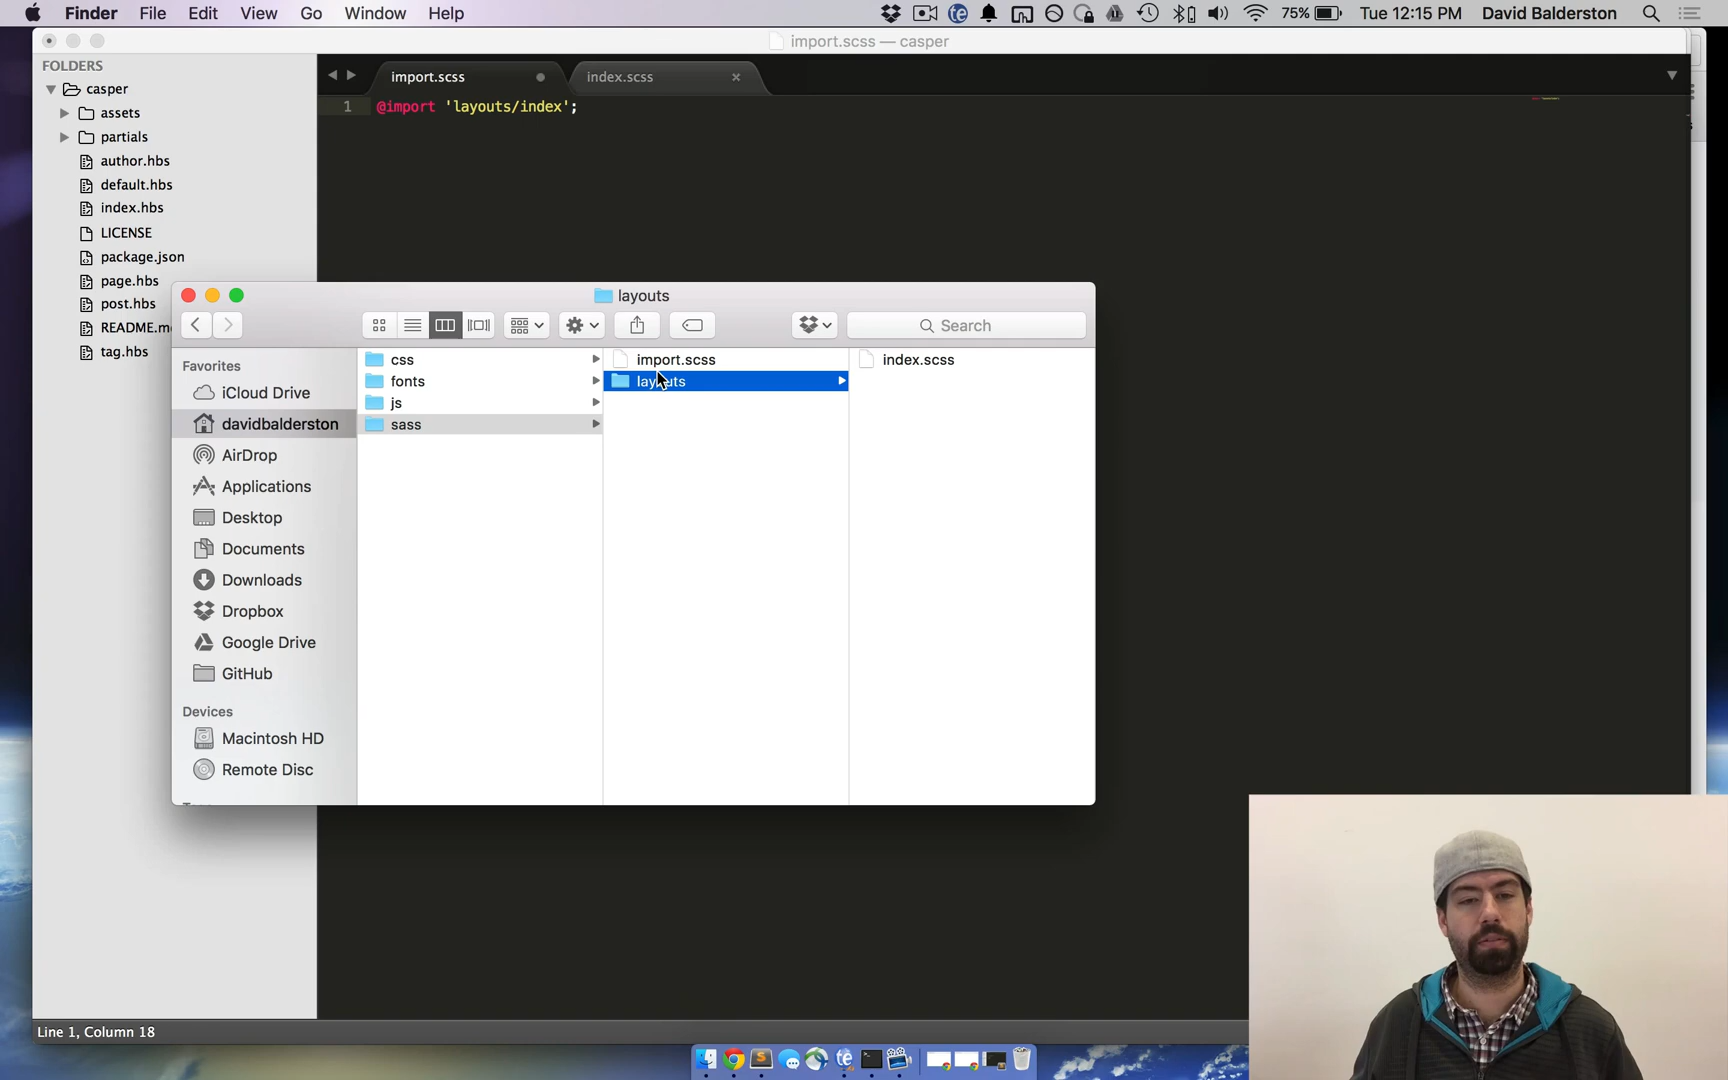 Finder File Edit View Go Window Help 75% Tue 12:15 PM David Balderston
import.scss — casper
FOLDERS
casper
assets
partials
author.hbs
default.hbs
index.hbs
LICENSE
package.json
page.hbs
post.hbs
README.m
tag.hbs
import.scss
index.scss
1 @import 'layouts/index';
layouts
Search
Favorites
iCloud Drive
davidbalderston
AirDrop
Applications
Desktop
Documents
Downloads
Dropbox
Google Drive
GitHub
Devices
Macintosh HD
Remote Disc
css
fonts
js
sass
import.scss
layouts
index.scss
Line 1, Column 18